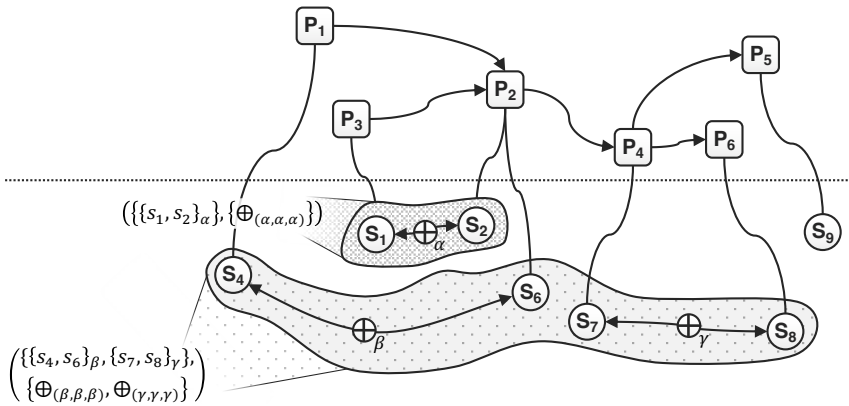 P₁
P₅
P₂
P₃
P₄
P₆
({{s₁, s₂}α}, {⊕(α,α,α)})
S₁ ⊕α S₂
S₉
S₄
S₆
S₇ ⊕γ S₈
⊕β
({{s₄, s₆}β, {s₇, s₈}γ},
{⊕(β,β,β), ⊕(γ,γ,γ)})